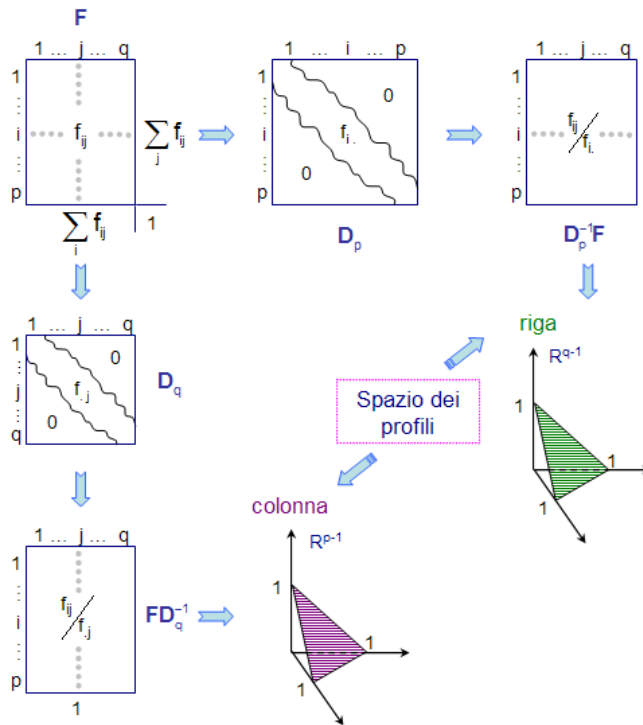 F
1 ... j ... q
1
⋮
i
⋮
p
f_ij
∑_j f_ij
∑_i f_ij
1
1 ... i ... p
1
⋮
i
⋮
p
0
f_i.
0
D_p
1 ... j ... q
1
⋮
i
⋮
p
f_ij / f_i.
D_p^-1 F
1 ... j ... q
1
⋮
j
⋮
q
0
f_.j
0
D_q
riga
R^q-1
1
1
1
Spazio dei
profili
colonna
R^p-1
1
1
1
1 ... j ... q
1
⋮
i
⋮
p
f_ij / f_.j
1
FD_q^-1